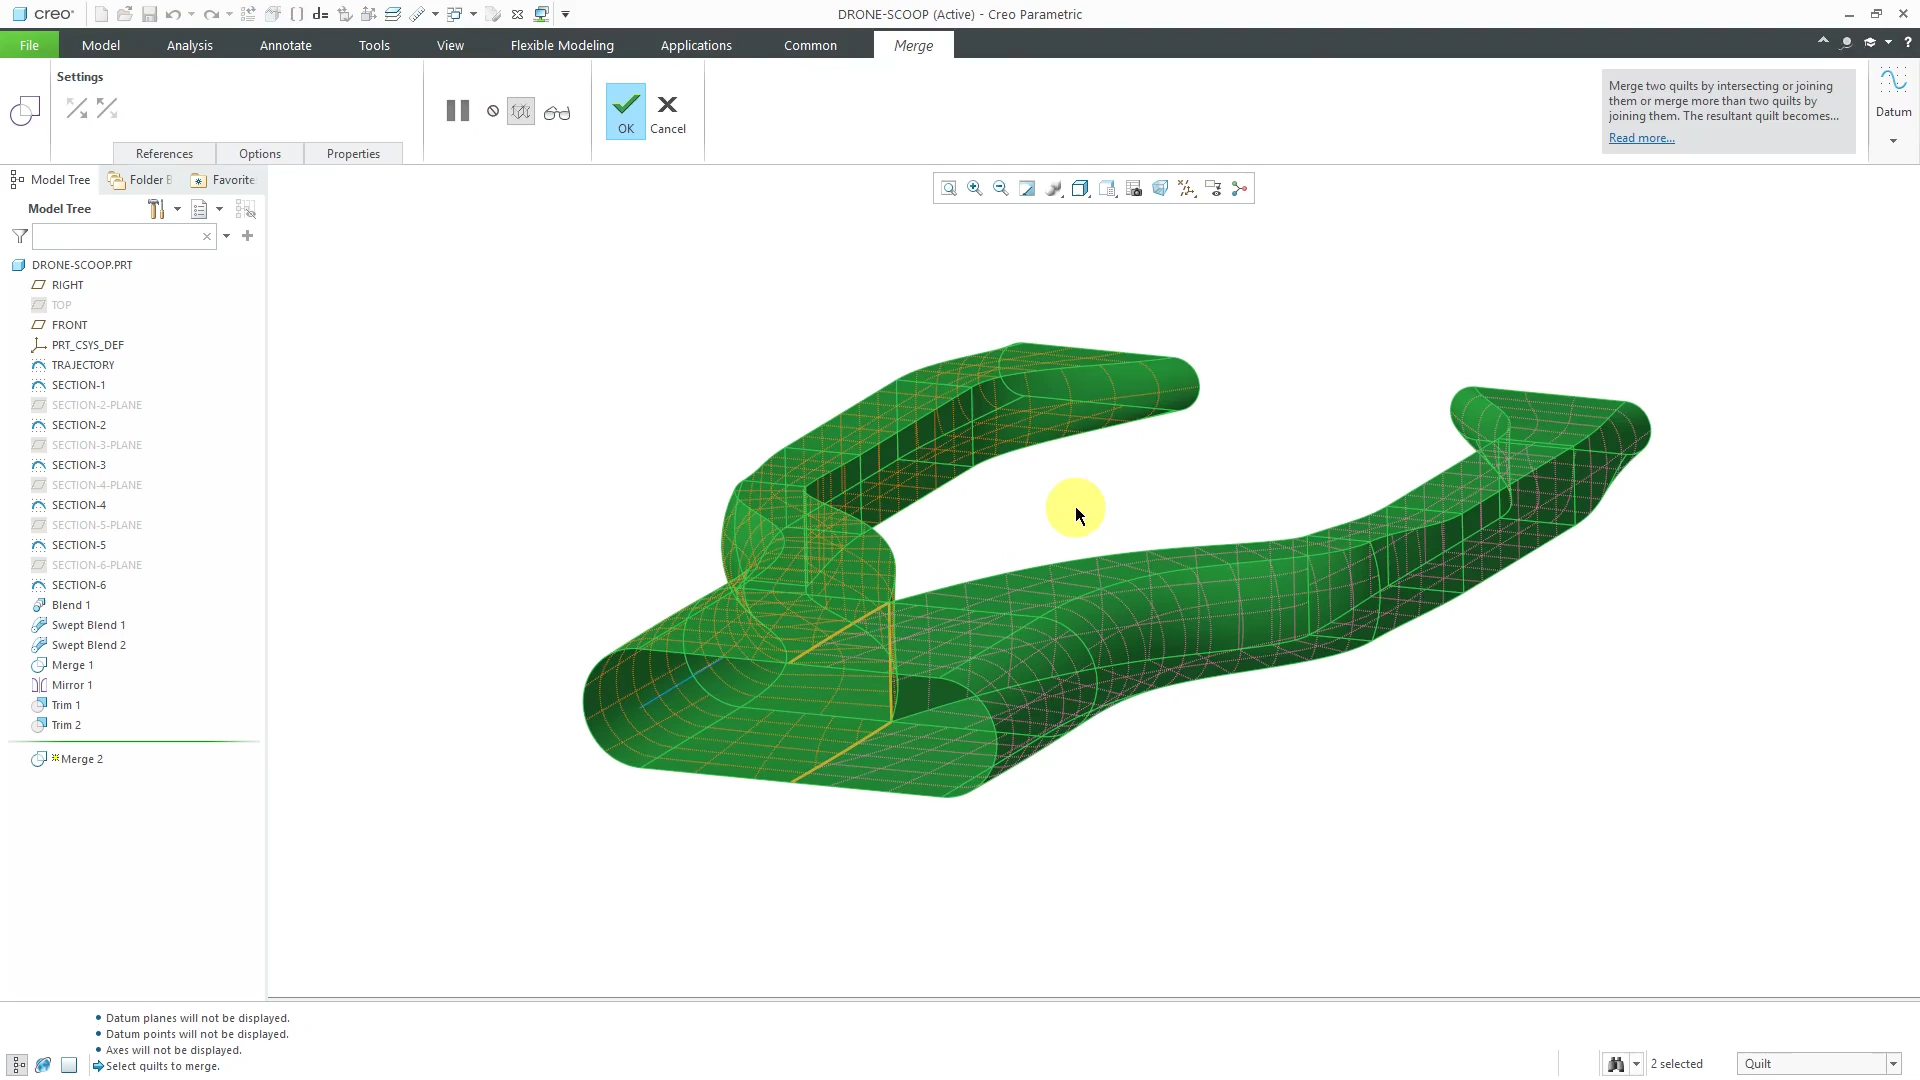 creo
DRONE-SCOOP (Active) - Creo Parametric
File
Model
Analysis
Annotate
Tools
View
Flexible Modeling
Applications
Common
Merge
Settings
OK
Cancel
References
Options
Properties
Merge two quilts by intersecting or joining
them or merge more than two quilts by
joining them. The resultant quilt becomes...
Read more...
Datum
Model Tree
Folder B
Favorite
Model Tree
DRONE-SCOOP.PRT
RIGHT
TOP
FRONT
PRT_CSYS_DEF
TRAJECTORY
SECTION-1
SECTION-2-PLANE
SECTION-2
SECTION-3-PLANE
SECTION-3
SECTION-4-PLANE
SECTION-4
SECTION-5-PLANE
SECTION-5
SECTION-6-PLANE
SECTION-6
Blend 1
Swept Blend 1
Swept Blend 2
Merge 1
Mirror 1
Trim 1
Trim 2
Merge 2
• Datum planes will not be displayed.
• Datum points will not be displayed.
• Axes will not be displayed.
Select quilts to merge.
2 selected
Quilt